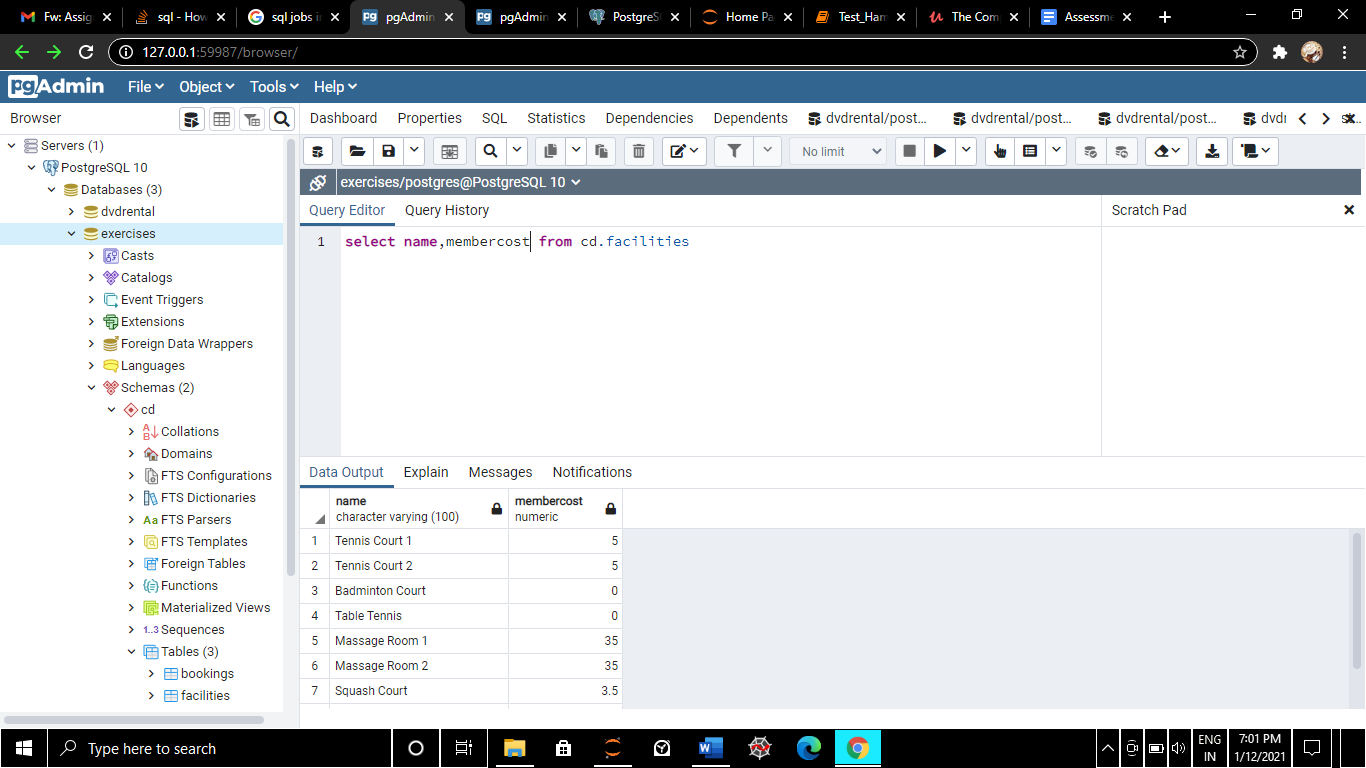 Fw: Assig
sql - How
sql jobs i
pgAdmin
pgAdmin
PostgreS
Home Pa
Test_Ham
The Comp
Assessme
127.0.0.1:59987/browser/
pgAdmin File Object Tools Help
Browser
Dashboard Properties SQL Statistics Dependencies Dependents dvdrental/post... dvdrental/post... dvdrental/post... dvdr
No limit
exercises/postgres@PostgreSQL 10
Query Editor Query History
Scratch Pad
1 select name,membercost from cd.facilities
Servers (1)
PostgreSQL 10
Databases (3)
dvdrental
exercises
Casts
Catalogs
Event Triggers
Extensions
Foreign Data Wrappers
Languages
Schemas (2)
cd
Collations
Domains
FTS Configurations
FTS Dictionaries
FTS Parsers
FTS Templates
Foreign Tables
Functions
Materialized Views
1..3 Sequences
Tables (3)
bookings
facilities
Data Output Explain Messages Notifications
name membercost
character varying (100) numeric
1 Tennis Court 1 5
2 Tennis Court 2 5
3 Badminton Court 0
4 Table Tennis 0
5 Massage Room 1 35
6 Massage Room 2 35
7 Squash Court 3.5
Type here to search
ENG
IN
7:01 PM
1/12/2021